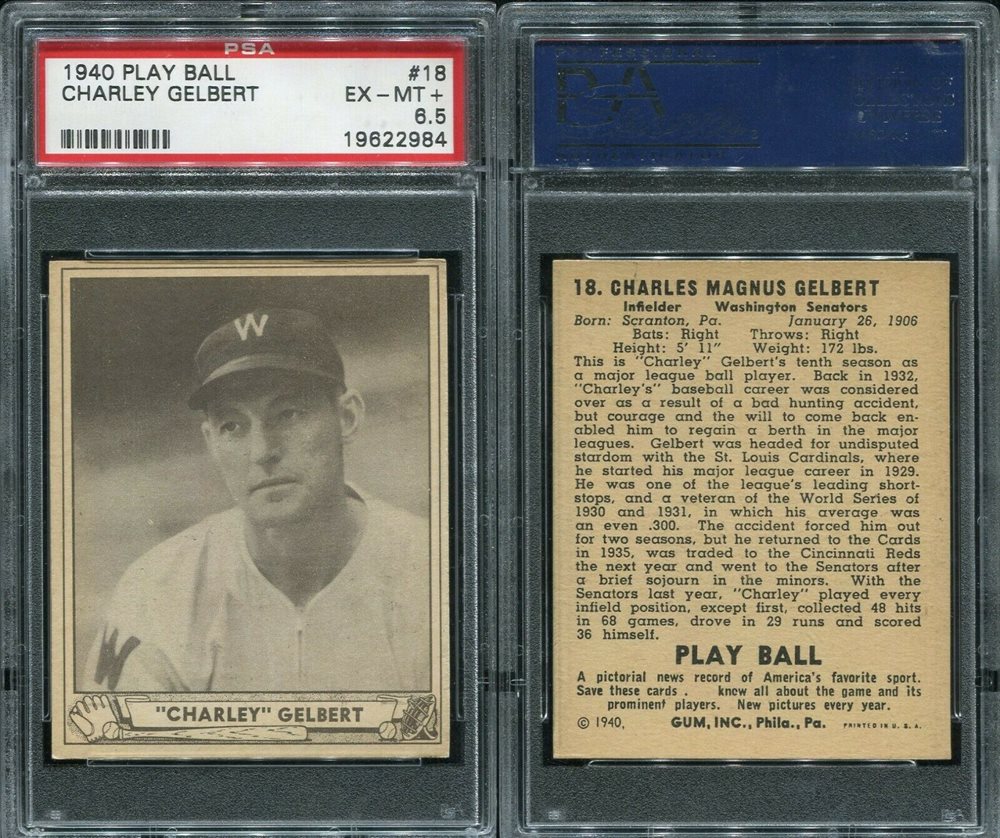 PSA
1940 PLAY BALL #18
CHARLEY GELBERT EX-MT+
6.5
19622984
W
W
"CHARLEY" GELBERT
18. CHARLES MAGNUS GELBERT
Infielder Washington Senators
Born: Scranton, Pa. January 26, 1906
Bats: Right Throws: Right
Height: 5' 11" Weight: 172 lbs.
This is "Charley" Gelbert's tenth season as
a major league ball player. Back in 1932,
"Charley's" baseball career was considered
over as a result of a bad hunting accident,
but courage and the will to come back en-
abled him to regain a berth in the major
leagues. Gelbert was headed for undisputed
stardom with the St. Louis Cardinals, where
he started his major league career in 1929.
He was one of the league's leading short-
stops, and a veteran of the World Series of
1930 and 1931, in which his average was
an even .300. The accident forced him out
for two seasons, but he returned to the Cards
in 1935, was traded to the Cincinnati Reds
the next year and went to the Senators after
a brief sojourn in the minors. With the
Senators last year, "Charley" played every
infield position, except first, collected 48 hits
in 68 games, drove in 29 runs and scored
36 himself.
PLAY BALL
A pictorial news record of America's favorite sport.
Save these cards . know all about the game and its
prominent players. New pictures every year.
© 1940, GUM, INC., Phila., Pa. PRINTED IN U. S. A.